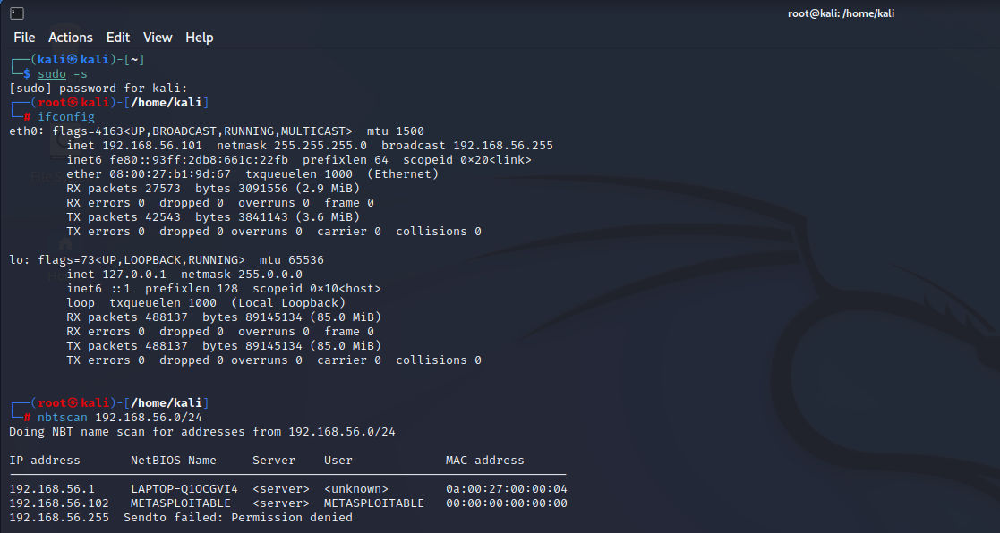 root@kali: /home/kali
File Actions Edit View Help
┌──(kali㉿kali)-[~]
└─$ sudo -s
[sudo] password for kali:
┌──(root㉿kali)-[/home/kali]
└─# ifconfig
eth0: flags=4163<UP,BROADCAST,RUNNING,MULTICAST>  mtu 1500
        inet 192.168.56.101  netmask 255.255.255.0  broadcast 192.168.56.255
        inet6 fe80::93ff:2db8:661c:22fb  prefixlen 64  scopeid 0×20<link>
        ether 08:00:27:b1:9d:67  txqueuelen 1000  (Ethernet)
        RX packets 27573  bytes 3091556 (2.9 MiB)
        RX errors 0  dropped 0  overruns 0  frame 0
        TX packets 42543  bytes 3841143 (3.6 MiB)
        TX errors 0  dropped 0 overruns 0  carrier 0  collisions 0
lo: flags=73<UP,LOOPBACK,RUNNING>  mtu 65536
        inet 127.0.0.1  netmask 255.0.0.0
        inet6 ::1  prefixlen 128  scopeid 0×10<host>
        loop  txqueuelen 1000  (Local Loopback)
        RX packets 488137  bytes 89145134 (85.0 MiB)
        RX errors 0  dropped 0  overruns 0  frame 0
        TX packets 488137  bytes 89145134 (85.0 MiB)
        TX errors 0  dropped 0 overruns 0  carrier 0  collisions 0
┌──(root㉿kali)-[/home/kali]
└─# nbtscan 192.168.56.0/24
Doing NBT name scan for addresses from 192.168.56.0/24
IP address       NetBIOS Name     Server    User             MAC address
192.168.56.1     LAPTOP-Q1OCGVI4  <server>  <unknown>        0a:00:27:00:00:04
192.168.56.102   METASPLOITABLE   <server>  METASPLOITABLE   00:00:00:00:00:00
192.168.56.255  Sendto failed: Permission denied